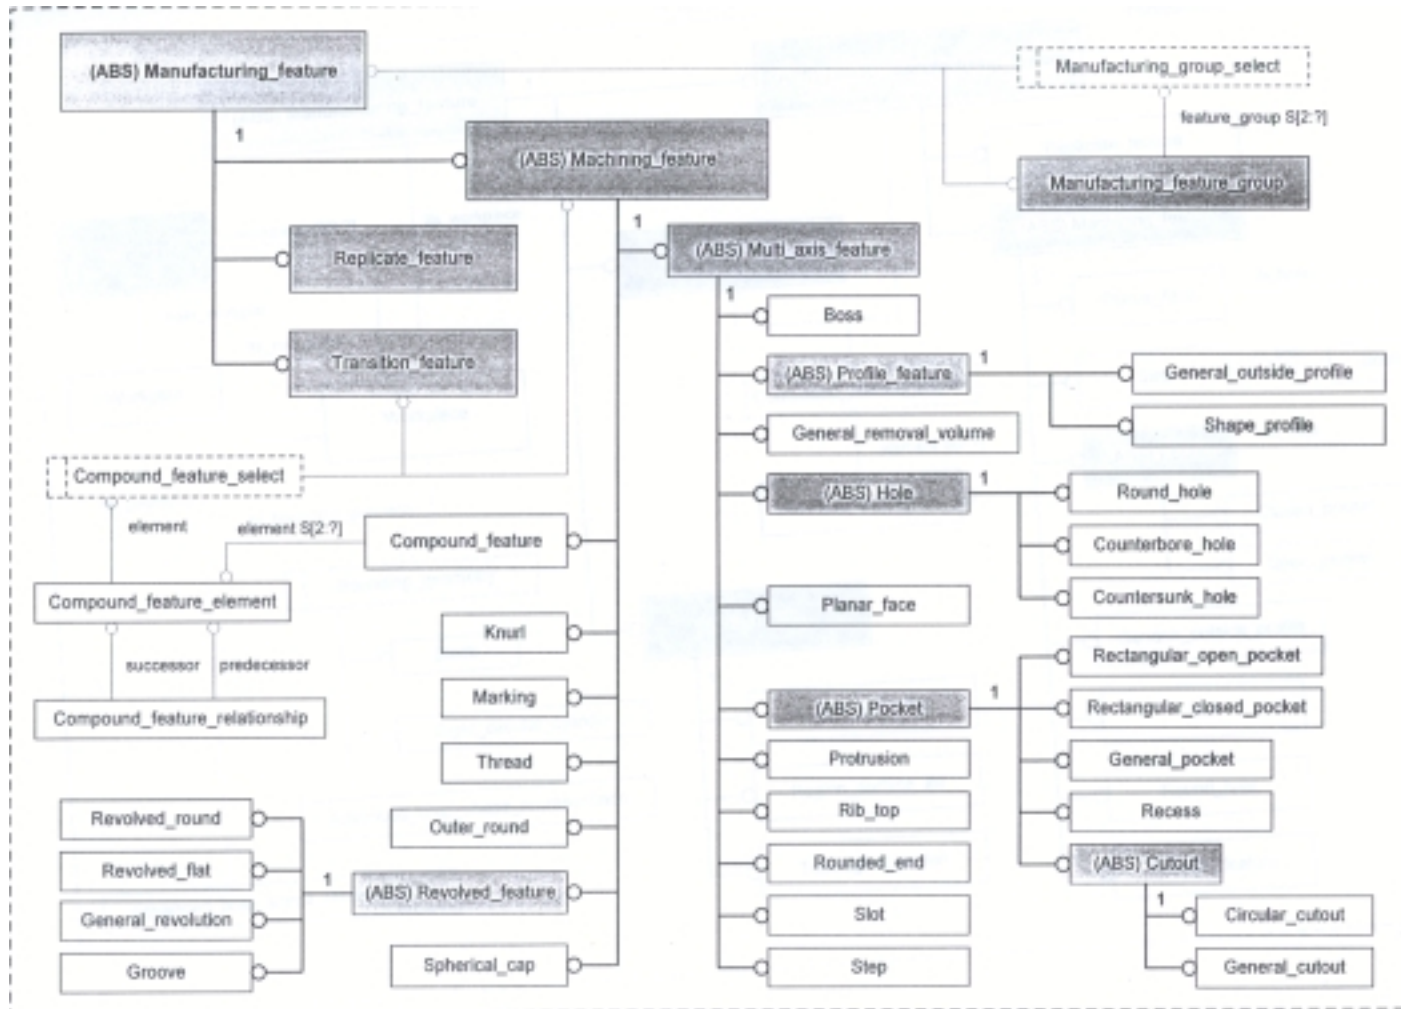 (ABS) Manufacturing_feature
Manufacturing_group_select
feature_group S[2:?]
1
(ABS) Machining_feature
Manufacturing_feature_group
1
(ABS) Multi_axis_feature
Replicate_feature
1
Boss
Transition_feature
(ABS) Profile_feature
1
General_outside_profile
Shape_profile
General_removal_volume
Compound_feature_select
(ABS) Hole
1
Round_hole
element
element S[2:?]
Compound_feature
Counterbore_hole
Compound_feature_element
Planar_face
Countersunk_hole
Knurl
successor
predecessor
Rectangular_open_pocket
Marking
(ABS) Pocket
1
Rectangular_closed_pocket
Compound_feature_relationship
Thread
Protrusion
General_pocket
Revolved_round
Outer_round
Rib_top
Recess
Revolved_flat
1
(ABS) Revolved_feature
Rounded_end
(ABS) Cutout
General_revolution
Slot
1
Circular_cutout
Groove
Spherical_cap
Step
General_cutout